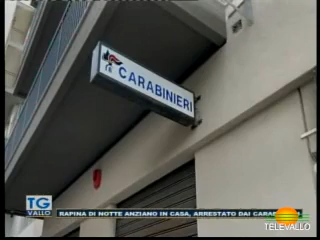 CARABINIERI
TG
VALLO
RAPINA DI NOTTE ANZIANO IN CASA, ARRESTATO DAI CARAB
TELEVALLO